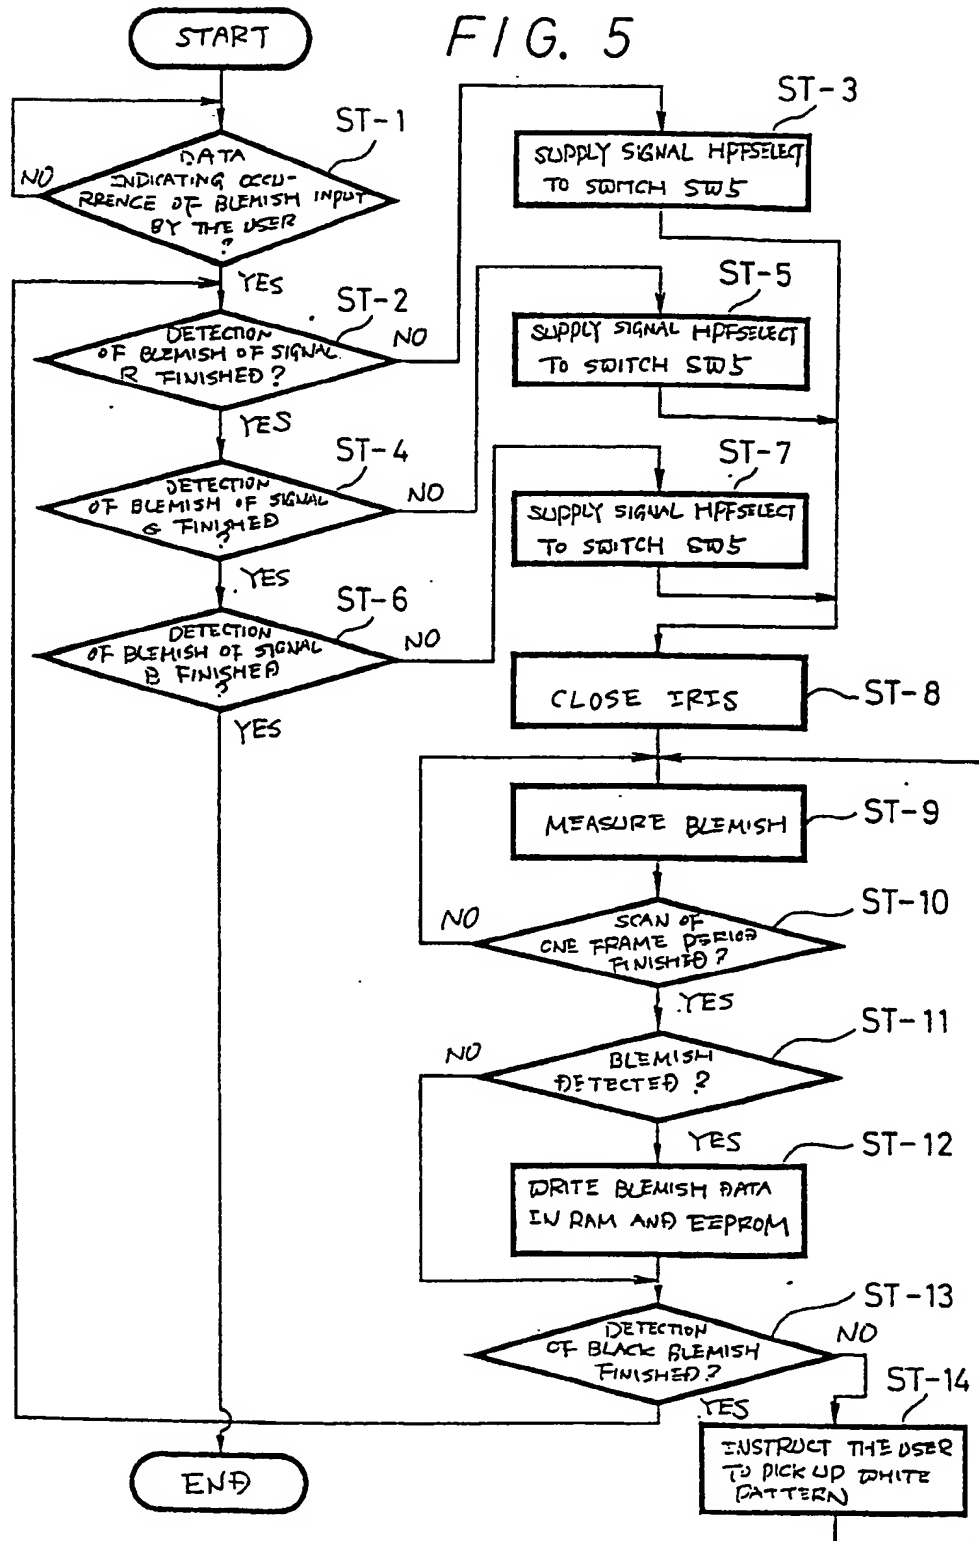 FIG. 5
START
ST-1
DATA
INDICATING OCCU-
RRENCE OF BLEMISH INPUT
BY THE USER
?
NO
YES
ST-2
DETECTION
OF BLEMISH OF SIGNAL
R FINISHED?
NO
YES
ST-3
SUPPLY SIGNAL HPFSELECT
TO SWITCH SW5
ST-4
DETECTION
OF BLEMISH OF SIGNAL
G FINISHED
?
NO
YES
ST-5
SUPPLY SIGNAL HPFSELECT
TO SWITCH SW5
ST-6
DETECTION
OF BLEMISH OF SIGNAL
B FINISHED
?
NO
YES
ST-7
SUPPLY SIGNAL HPFSELECT
TO SWITCH SW5
CLOSE IRIS
ST-8
MEASURE BLEMISH
ST-9
ST-10
SCAN OF
ONE FRAME PERIOD
FINISHED?
NO
YES
ST-11
BLEMISH
DETECTED?
NO
YES
ST-12
WRITE BLEMISH DATA
IN RAM AND EEPROM
ST-13
DETECTION
OF BLACK BLEMISH
FINISHED?
NO
YES
ST-14
INSTRUCT THE USER
TO PICK UP WHITE
PATTERN
END